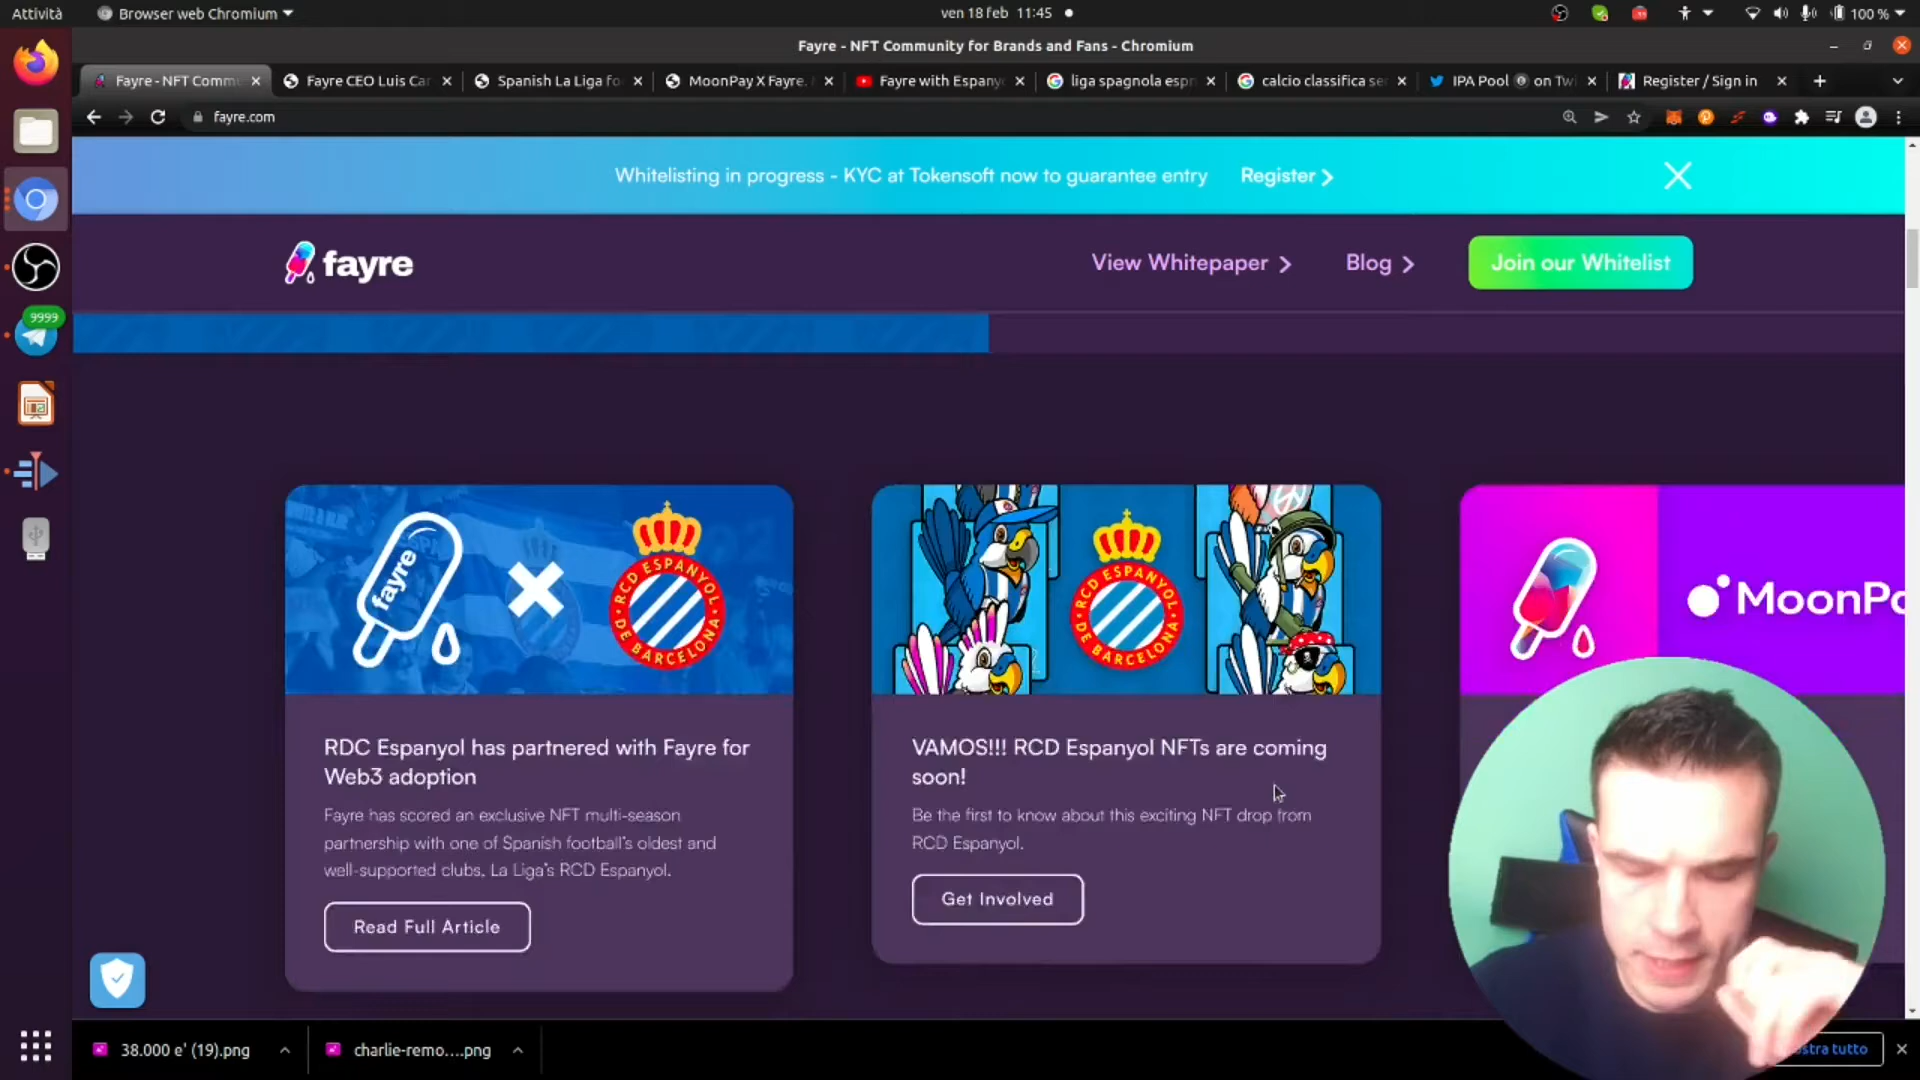 Attività
Browser web Chromium
ven 18 feb 11:45
100 %
Fayre - NFT Community for Brands and Fans - Chromium
Fayre - NFT Comm
Fayre CEO Luis Car
Spanish La Liga fo
MoonPay X Fayre.
Fayre with Espany
liga spagnola espn
calcio classifica se
IPA Pool on Twi
Register / Sign in
fayre.com
Whitelisting in progress - KYC at Tokensoft now to guarantee entry
Register
fayre
View Whitepaper
Blog
Join our Whitelist
9999
fayre
RCD ESPANYOL
DE BARCELONA
RCD ESPANYOL
DE BARCELONA
MoonPa
RDC Espanyol has partnered with Fayre for
Web3 adoption
Fayre has scored an exclusive NFT multi-season
partnership with one of Spanish football's oldest and
well-supported clubs, La Liga's RCD Espanyol.
Read Full Article
VAMOS!!! RCD Espanyol NFTs are coming
soon!
Be the first to know about this exciting NFT drop from
RCD Espanyol.
Get Involved
38.000 e' (19).png
charlie-remo....png
ostra tutto